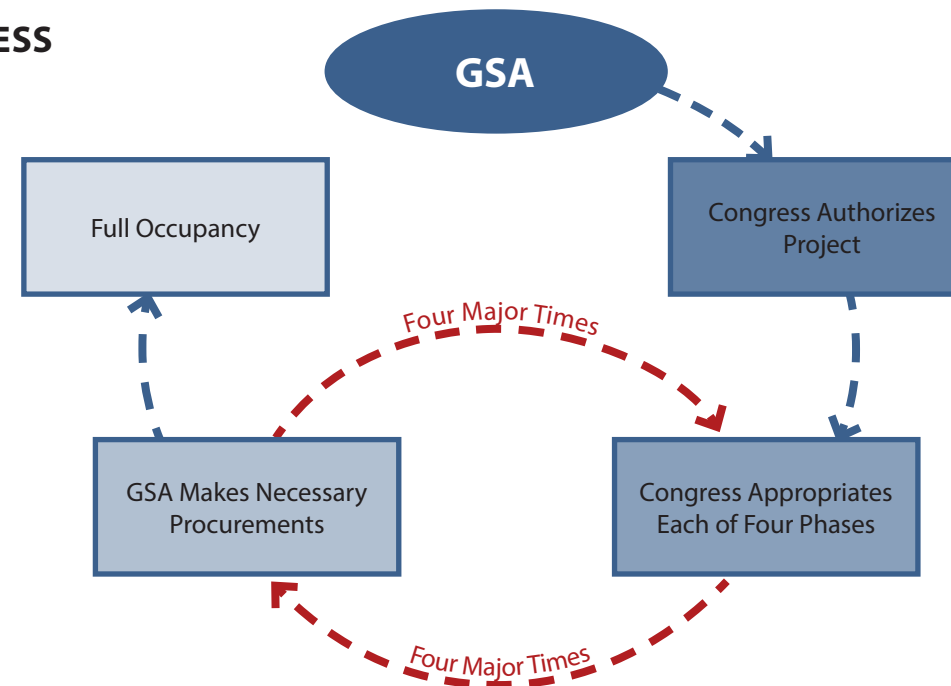 ESS
GSA
Full Occupancy
Congress Authorizes
Project
Four Major Times
GSA Makes Necessary
Procurements
Congress Appropriates
Each of Four Phases
Four Major Times